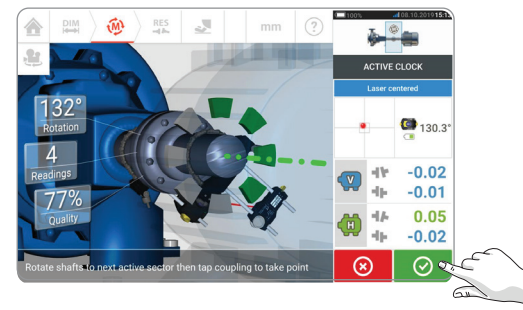 DIM
M
RES
mm
?
100%
08.10.2019 15:13
ACTIVE CLOCK
Laser centered
130.3°
132°
Rotation
4
Readings
77%
Quality
V
-0.02
-0.01
H
0.05
-0.02
Rotate shafts to next active sector then tap coupling to take point